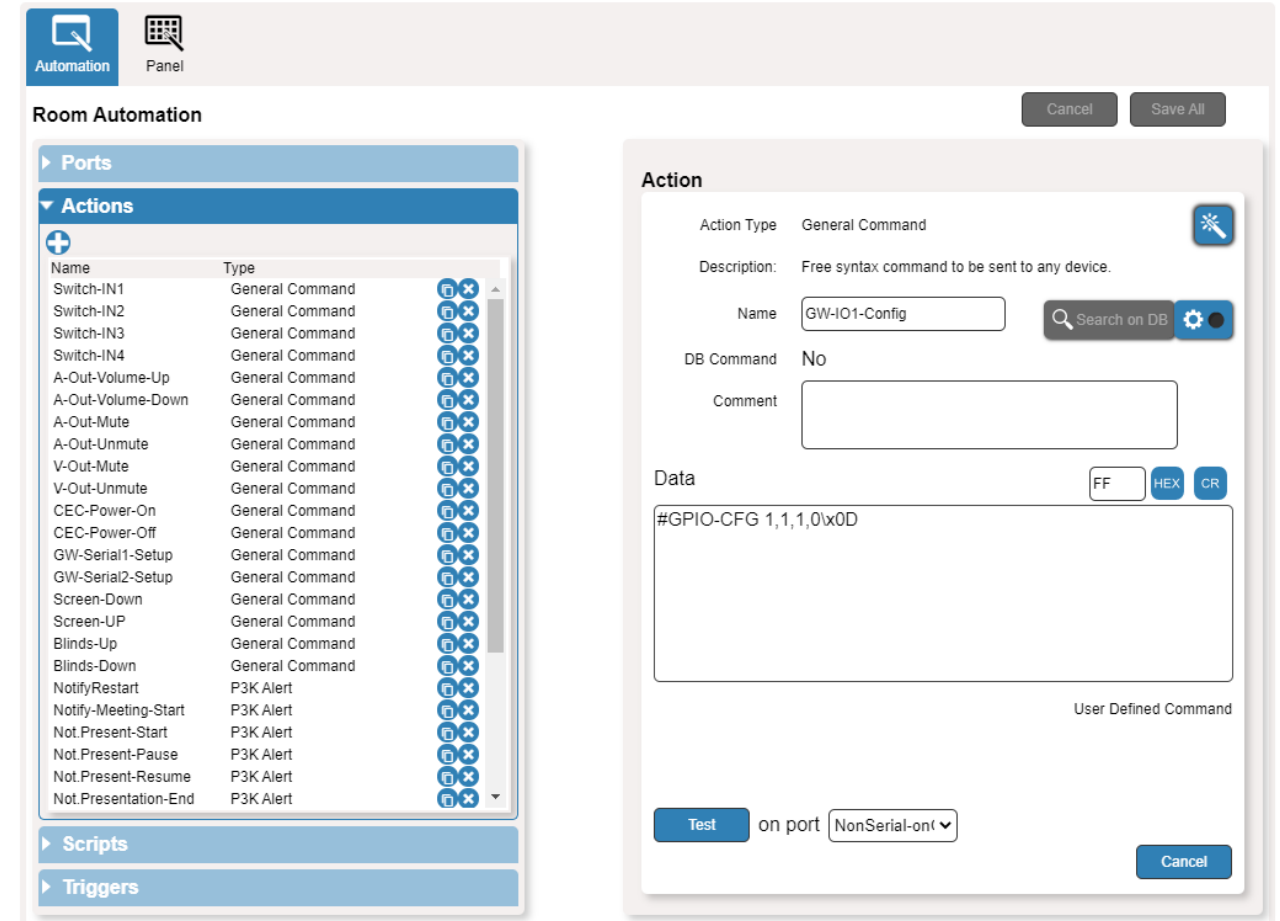 Automation
Panel
Room Automation
Cancel
Save All
Ports
Actions
Name Type
Switch-IN1 General Command
Switch-IN2 General Command
Switch-IN3 General Command
Switch-IN4 General Command
A-Out-Volume-Up General Command
A-Out-Volume-Down General Command
A-Out-Mute General Command
A-Out-Unmute General Command
V-Out-Mute General Command
V-Out-Unmute General Command
CEC-Power-On General Command
CEC-Power-Off General Command
GW-Serial1-Setup General Command
GW-Serial2-Setup General Command
Screen-Down General Command
Screen-UP General Command
Blinds-Up General Command
Blinds-Down General Command
NotifyRestart P3K Alert
Notify-Meeting-Start P3K Alert
Not.Present-Start P3K Alert
Not.Present-Pause P3K Alert
Not.Present-Resume P3K Alert
Not.Presentation-End P3K Alert
Scripts
Triggers
Action
Action Type General Command
Description: Free syntax command to be sent to any device.
Name GW-IO1-Config Search on DB
DB Command No
Comment
Data FF HEX CR
#GPIO-CFG 1,1,1,0\x0D
User Defined Command
Test on port NonSerial-on(
Cancel